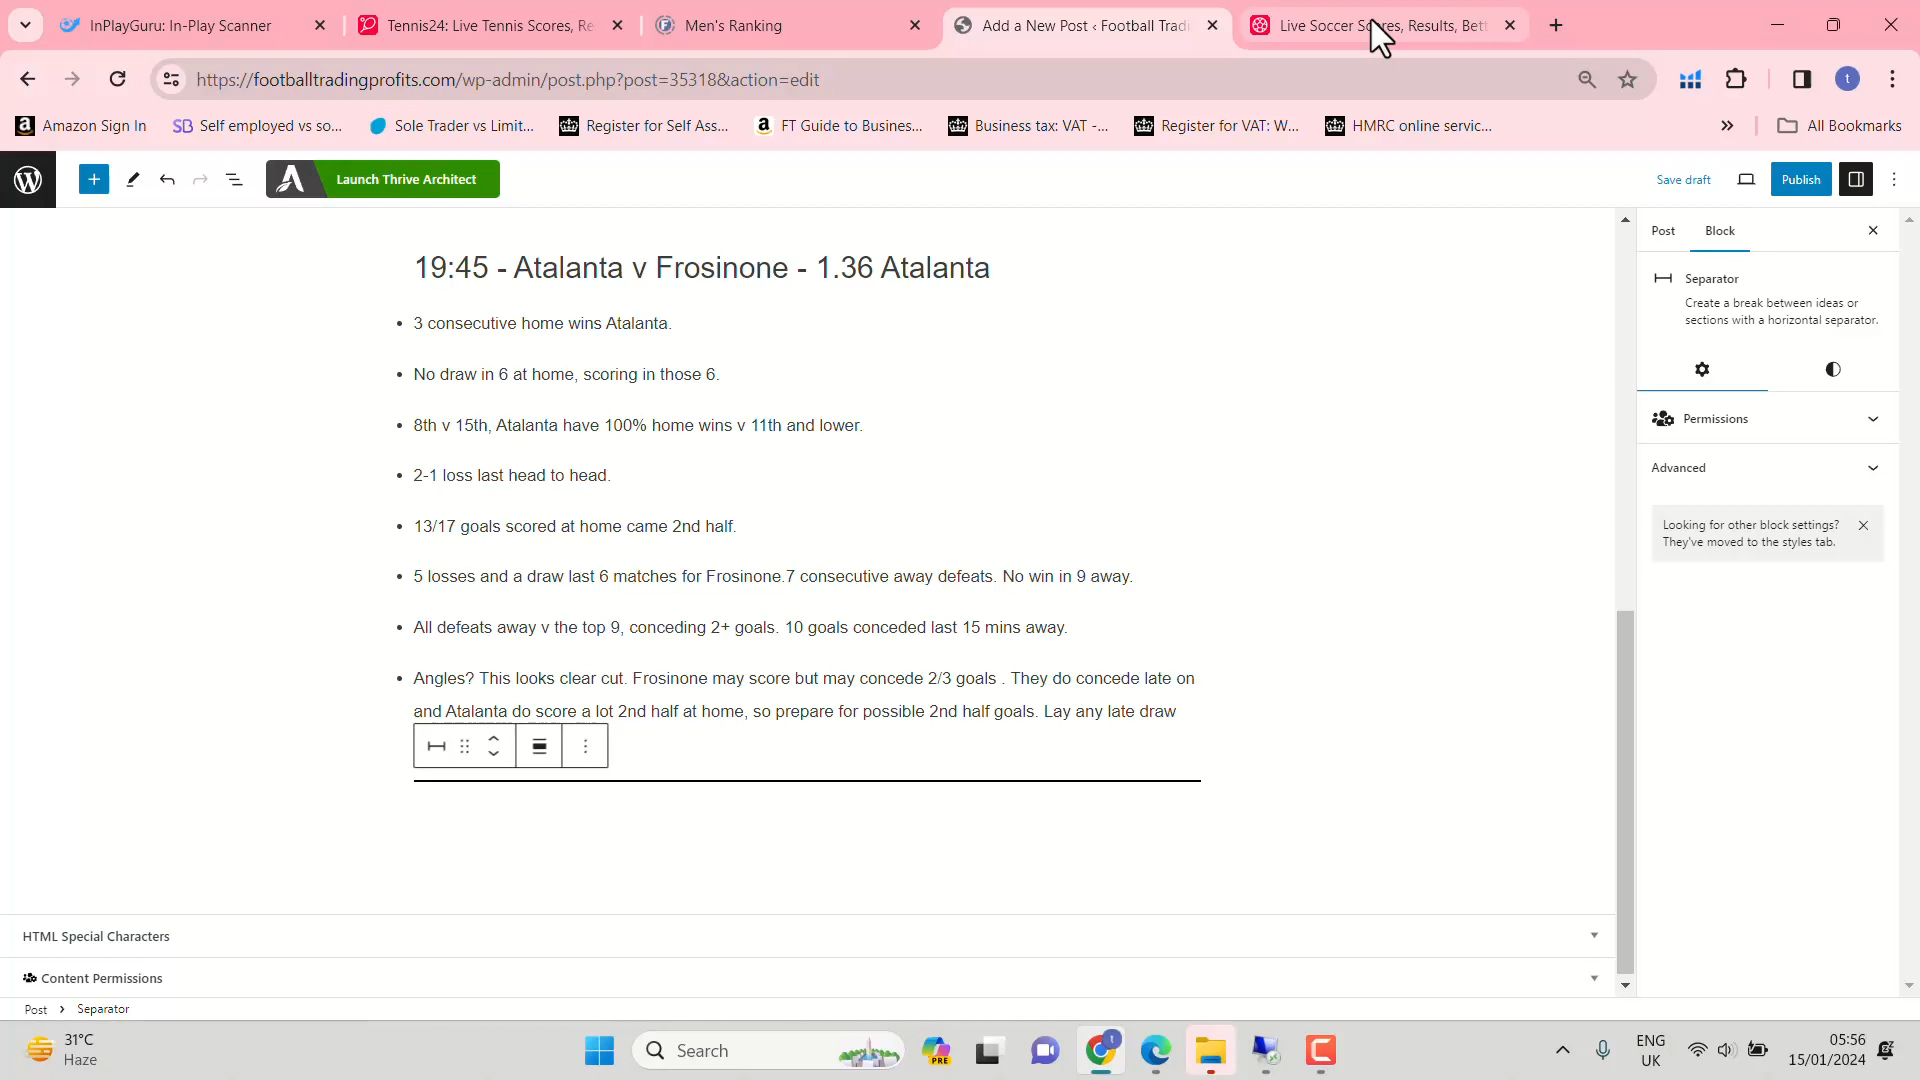 InPlayGuru: In-Play Scanner
Tennis24: Live Tennis Scores, Re
Men's Ranking
Add a New Post ‹ Football Tradi
Live Soccer Scores, Results, Bett
https://footballtradingprofits.com/wp-admin/post.php?post=35318&action=edit
t
Amazon Sign In
Self employed vs so...
Sole Trader vs Limit...
Register for Self Ass...
FT Guide to Busines...
Business tax: VAT -...
Register for VAT: W...
HMRC online servic...
All Bookmarks
Launch Thrive Architect
Save draft
Publish
19:45 - Atalanta v Frosinone - 1.36 Atalanta
• 3 consecutive home wins Atalanta.
• No draw in 6 at home, scoring in those 6.
• 8th v 15th, Atalanta have 100% home wins v 11th and lower.
• 2-1 loss last head to head.
• 13/17 goals scored at home came 2nd half.
• 5 losses and a draw last 6 matches for Frosinone.7 consecutive away defeats. No win in 9 away.
• All defeats away v the top 9, conceding 2+ goals. 10 goals conceded last 15 mins away.
• Angles? This looks clear cut. Frosinone may score but may concede 2/3 goals . They do concede late on
and Atalanta do score a lot 2nd half at home, so prepare for possible 2nd half goals. Lay any late draw
Post
Block
Separator
Create a break between ideas or
sections with a horizontal separator.
Permissions
Advanced
Looking for other block settings?
They've moved to the styles tab.
HTML Special Characters
Content Permissions
Post > Separator
31°C
Haze
Search
PRE
t
ENG
UK
05:56
15/01/2024